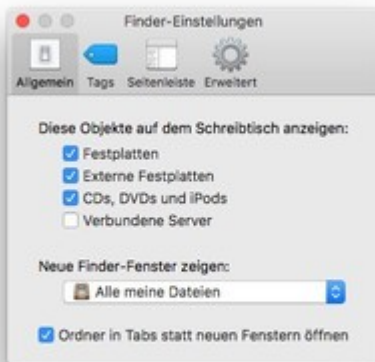 Finder-Einstellungen
Allgemein Tags Seitenleiste Erweitert
Diese Objekte auf dem Schreibtisch anzeigen:
Festplatten
Externe Festplatten
CDs, DVDs und iPods
Verbundene Server
Neue Finder-Fenster zeigen:
Alle meine Dateien
Ordner in Tabs statt neuen Fenstern öffnen